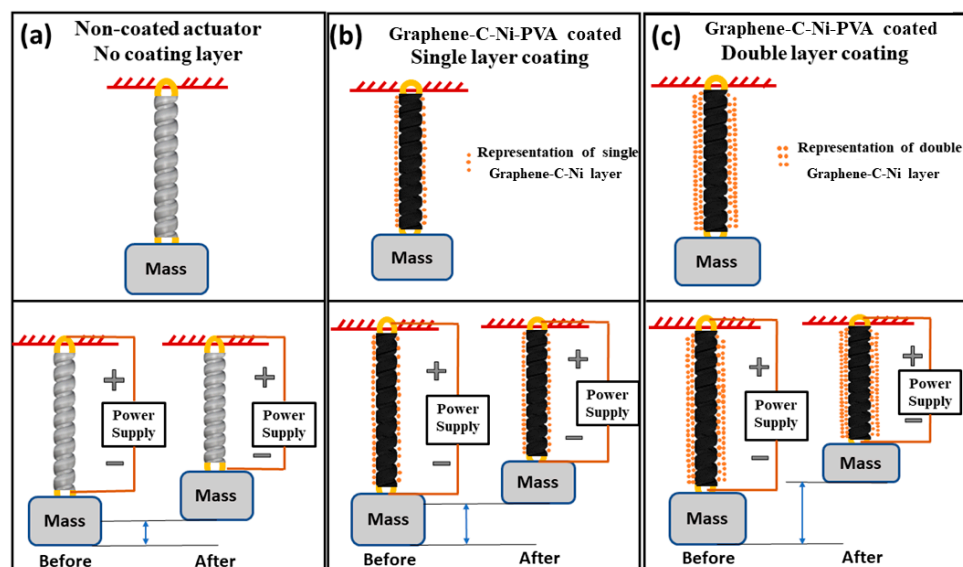 (a)
Non-coated actuator
No coating layer
Mass
(b)
Graphene-C-Ni-PVA coated
Single layer coating
Representation of single
Graphene-C-Ni layer
Mass
(c)
Graphene-C-Ni-PVA coated
Double layer coating
Representation of double
Graphene-C-Ni layer
Mass
+
Power
Supply
−
Mass
Before
+
Power
Supply
−
Mass
After
+
Power
Supply
−
Mass
Before
+
Power
Supply
−
Mass
After
+
Power
Supply
−
Mass
Before
+
Power
Supply
−
Mass
After